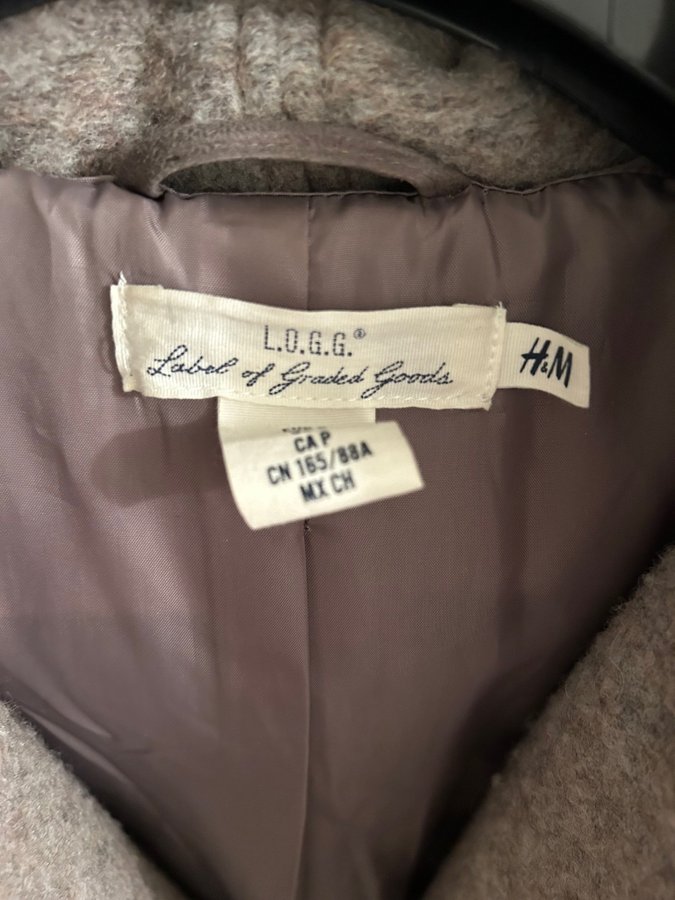 L.O.G.G.®
Label of Graded Goods
H&M
CA P
CN 165/88A
MX CH